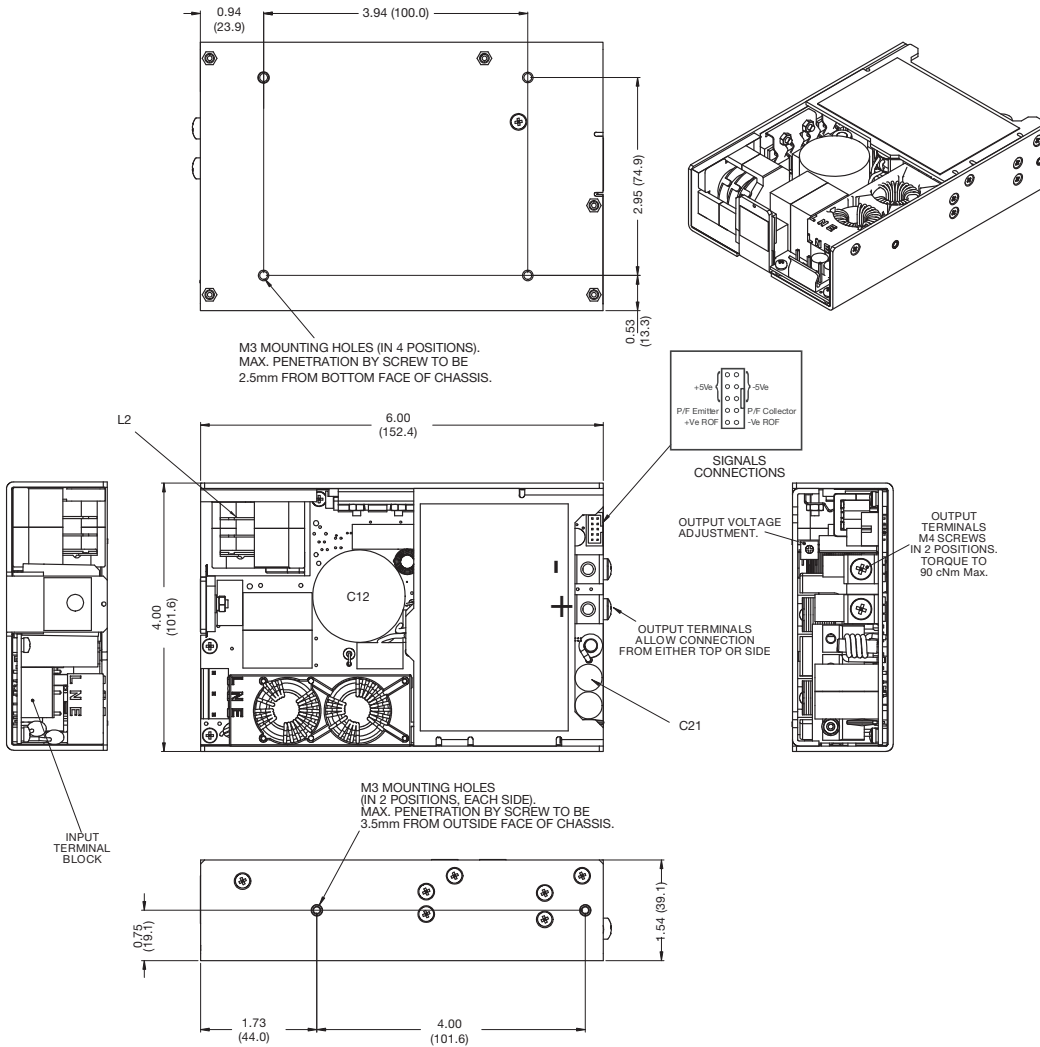 0.94
(23.9)
3.94 (100.0)
2.95 (74.9)
0.53
(13.3)
M3 MOUNTING HOLES (IN 4 POSITIONS).
MAX. PENETRATION BY SCREW TO BE
2.5mm FROM BOTTOM FACE OF CHASSIS.
L N E
L N E
+5Ve
-5Ve
P/F Emitter
P/F Collector
+Ve ROF
-Ve ROF
SIGNALS
CONNECTIONS
L2
6.00
(152.4)
4.00
(101.6)
C12
-
+
L N E
L N E
OUTPUT VOLTAGE
ADJUSTMENT.
OUTPUT
TERMINALS
M4 SCREWS
IN 2 POSITIONS.
TORQUE TO
90 cNm Max.
OUTPUT TERMINALS
ALLOW CONNECTION
FROM EITHER TOP OR SIDE
C21
INPUT
TERMINAL
BLOCK
M3 MOUNTING HOLES
(IN 2 POSITIONS, EACH SIDE).
MAX. PENETRATION BY SCREW TO BE
3.5mm FROM OUTSIDE FACE OF CHASSIS.
0.75
(19.1)
1.54 (39.1)
1.73
(44.0)
4.00
(101.6)